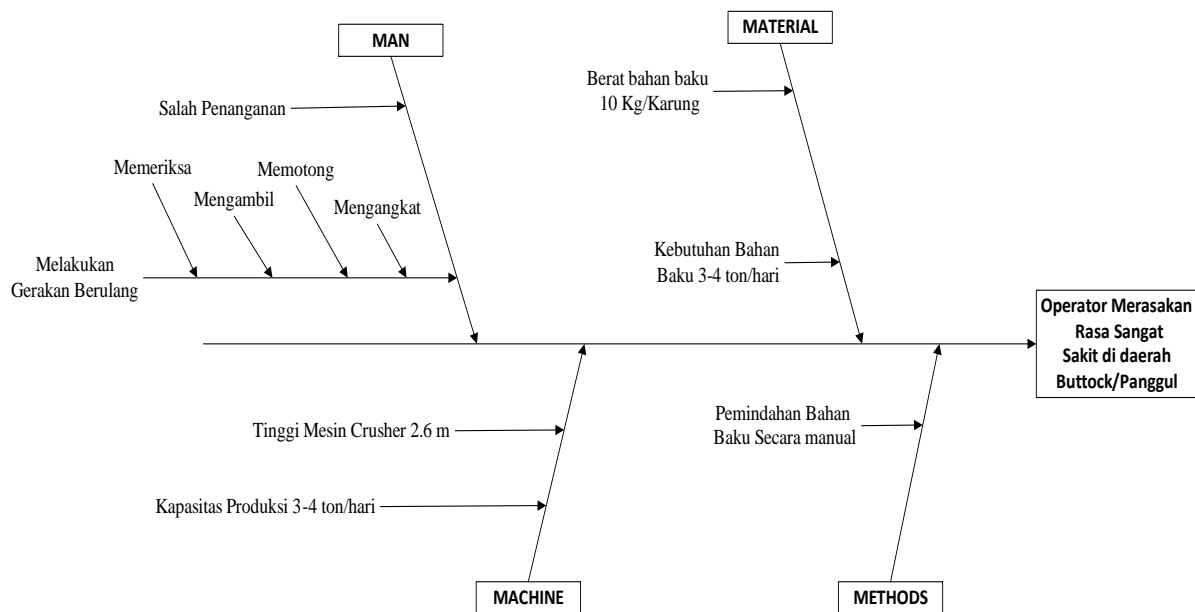 MAN
MATERIAL
Berat bahan baku
10 Kg/Karung
Salah Penanganan
Memeriksa
Memotong
Mengambil
Mengangkat
Melakukan
Gerakan Berulang
Kebutuhan Bahan
Baku 3-4 ton/hari
Operator Merasakan
Rasa Sangat
Sakit di daerah
Buttock/Panggul
Tinggi Mesin Crusher 2.6 m
Pemindahan Bahan
Baku Secara manual
Kapasitas Produksi 3-4 ton/hari
MACHINE
METHODS